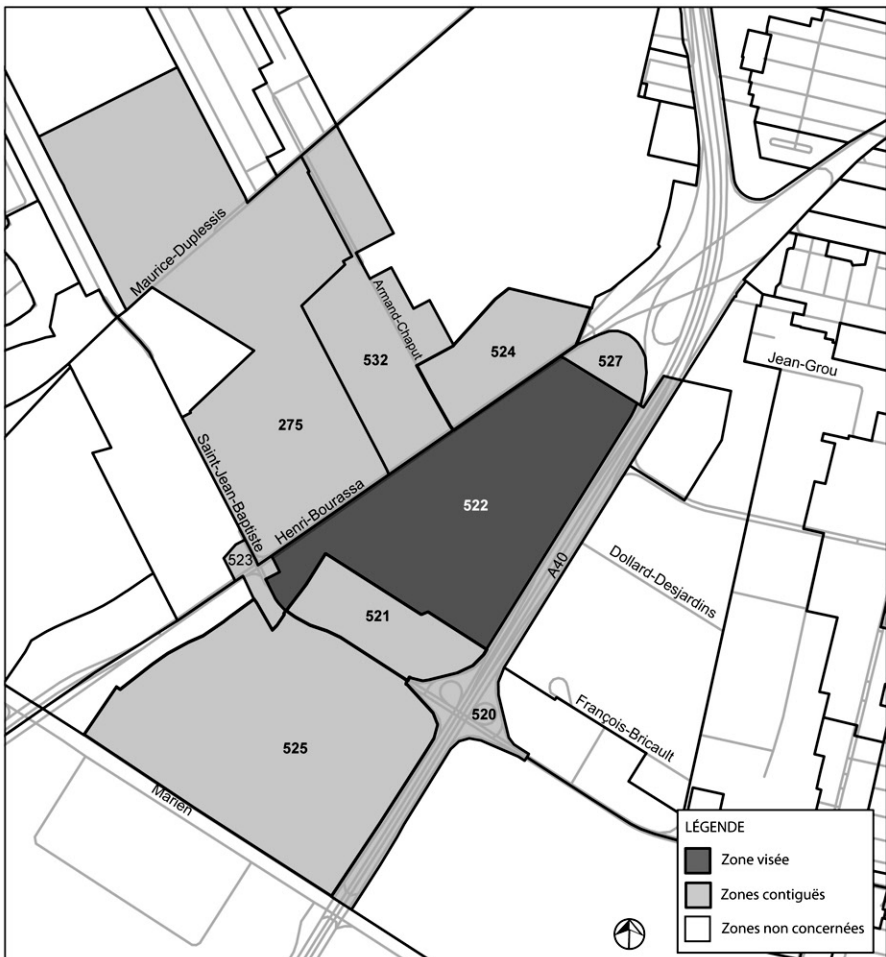 Maurice-Duplessis
Armand-Chaput
524
532
527
Jean-Grou
275
Saint-Jean-Baptiste
Henri-Bourassa
522
523
A40
Dollard-Desjardins
521
520
François-Bricault
525
Marien
LÉGENDE
Zone visée
Zones contiguës
Zones non concernées